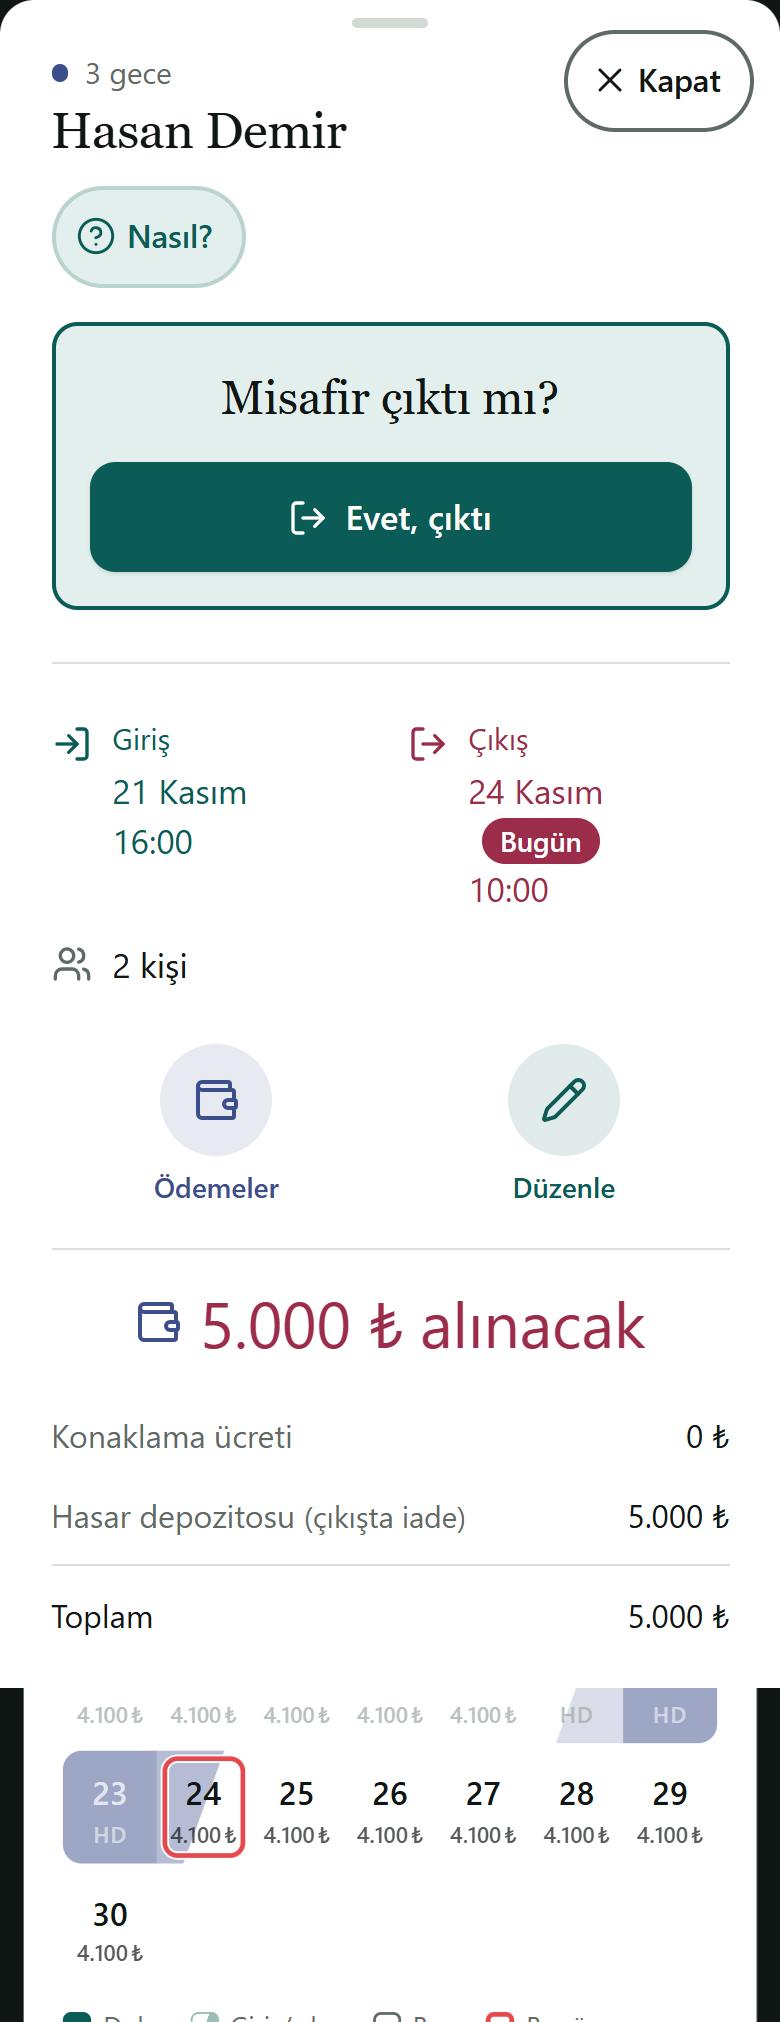 3 gece
Kapat
Hasan Demir
Nasıl?
Misafir çıktı mı?
Evet, çıktı
Giriş
21 Kasım
16:00
Çıkış
24 Kasım
Bugün
10:00
2 kişi
Ödemeler
Düzenle
5.000 ₺ alınacak
Konaklama ücreti 0 ₺
Hasar depozitosu (çıkışta iade) 5.000 ₺
Toplam 5.000 ₺
4.100 ₺ 4.100 ₺ 4.100 ₺ 4.100 ₺ 4.100 ₺ HD HD
23 24 25 26 27 28 29
HD 4.100 ₺ 4.100 ₺ 4.100 ₺ 4.100 ₺ 4.100 ₺ 4.100 ₺
30
4.100 ₺